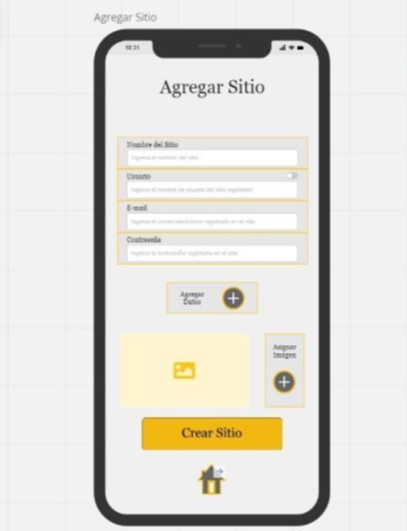 Agregar Sitio
10:31
Agregar Sitio
Nombre del Sitio
Ingresa el nombre del sitio
Usuario
Ingresa el nombre de usuario del sitio registrado
E-mail
Ingresa el correo electrónico registrado en el sitio
Contraseña
Ingresa la contraseña registrada en el sitio
Agregar
Datos
Asignar
Imágen
Crear Sitio